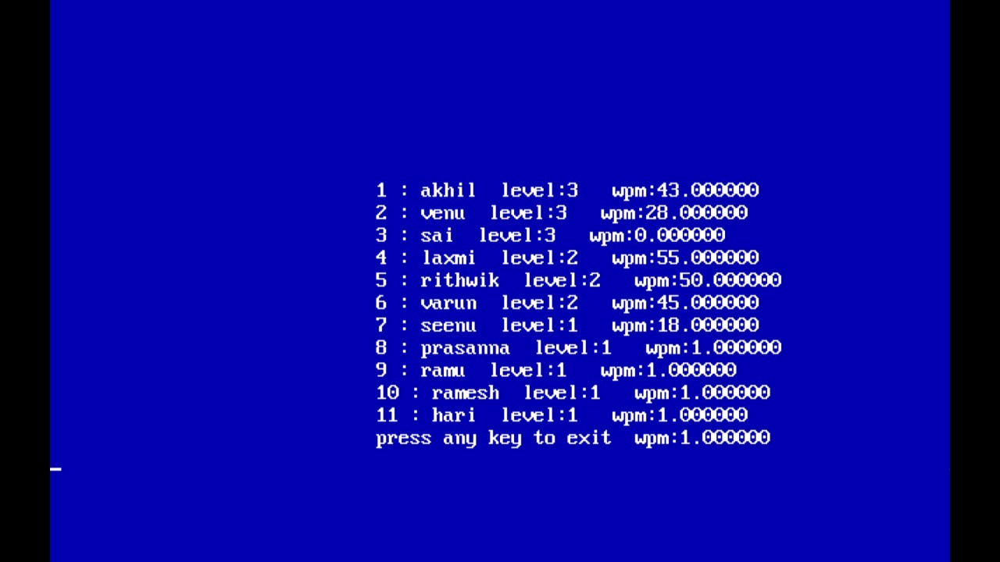 1 : akhil  level:3   wpm:43.000000
2 : venu  level:3   wpm:28.000000
3 : sai  level:3   wpm:0.000000
4 : laxmi  level:2   wpm:55.000000
5 : rithwik  level:2   wpm:50.000000
6 : varun  level:2   wpm:45.000000
7 : seenu  level:1   wpm:18.000000
8 : prasanna  level:1   wpm:1.000000
9 : ramu  level:1   wpm:1.000000
10 : ramesh  level:1   wpm:1.000000
11 : hari  level:1   wpm:1.000000
press any key to exit  wpm:1.000000